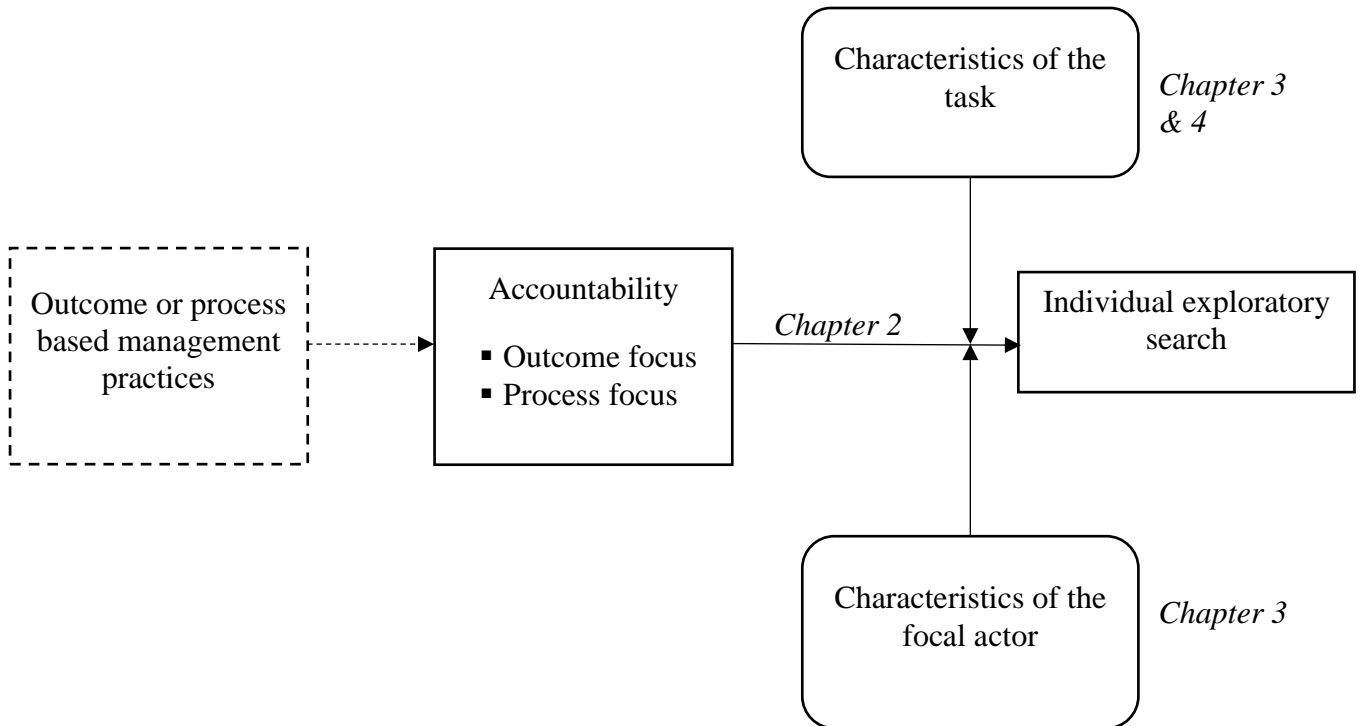 Characteristics of the
task
Chapter 3
& 4
Outcome or process
based management
practices
Accountability
▪ Outcome focus
▪ Process focus
Chapter 2
Individual exploratory
search
Characteristics of the
focal actor
Chapter 3